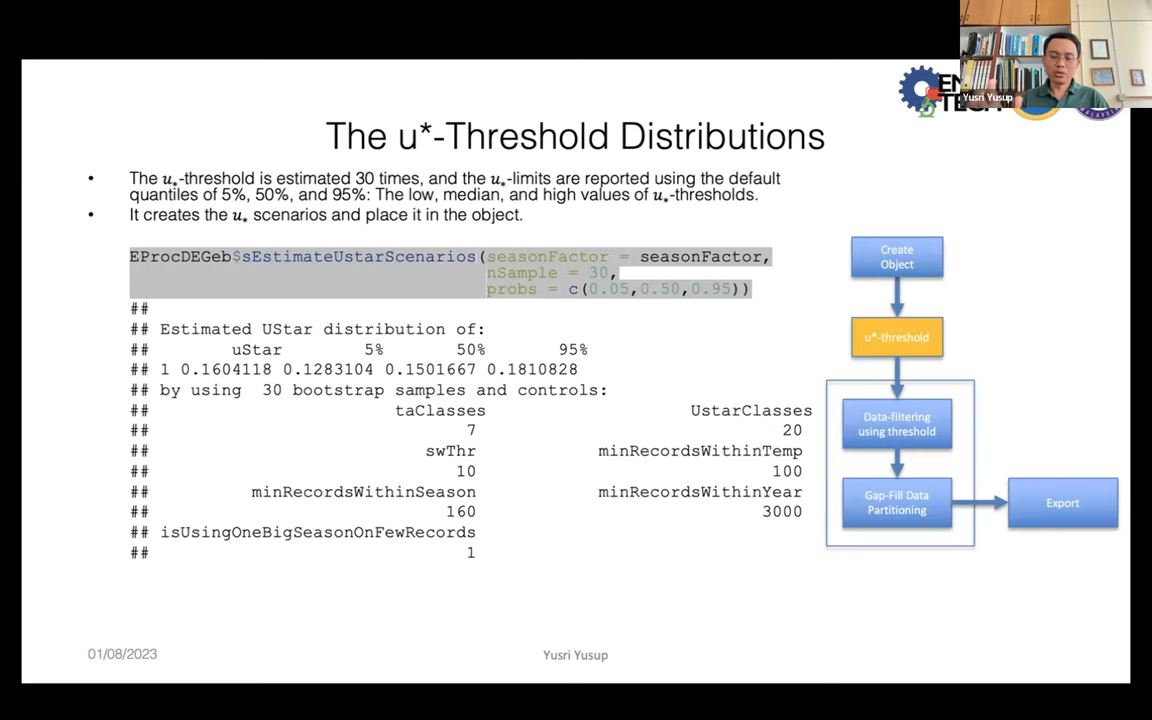 Yusri Yusup
The u*-Threshold Distributions
• The u*-threshold is estimated 30 times, and the u*-limits are reported using the default
quantiles of 5%, 50%, and 95%: The low, median, and high values of u*-thresholds.
• It creates the u* scenarios and place it in the object.
EProcDEGeb$sEstimateUstarScenarios(seasonFactor = seasonFactor,
nSample = 30,
probs = c(0.05,0.50,0.95))
##
## Estimated UStar distribution of:
## uStar 5% 50% 95%
## 1 0.1604118 0.1283104 0.1501667 0.1810828
## by using 30 bootstrap samples and controls:
## taClasses UstarClasses
## 7 20
## swThr minRecordsWithinTemp
## 10 100
## minRecordsWithinSeason minRecordsWithinYear
## 160 3000
## isUsingOneBigSeasonOnFewRecords
## 1
Create
Object
u*-threshold
Data-filtering
using threshold
Gap-Fill Data
Partitioning
Export
01/08/2023
Yusri Yusup